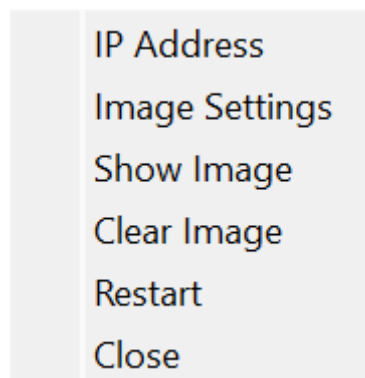 IP Address
Image Settings
Show Image
Clear Image
Restart
Close